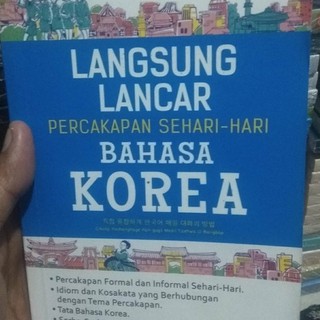 LANGSUNG
LANCAR
PERCAKAPAN SEHARI-HARI
BAHASA
KOREA
• Percakapan Formal dan Informal Sehari-Hari.
• Idiom dan Kosakata yang Berhubungan
dengan Tema Percakapan.
• Tata Bahasa Korea.